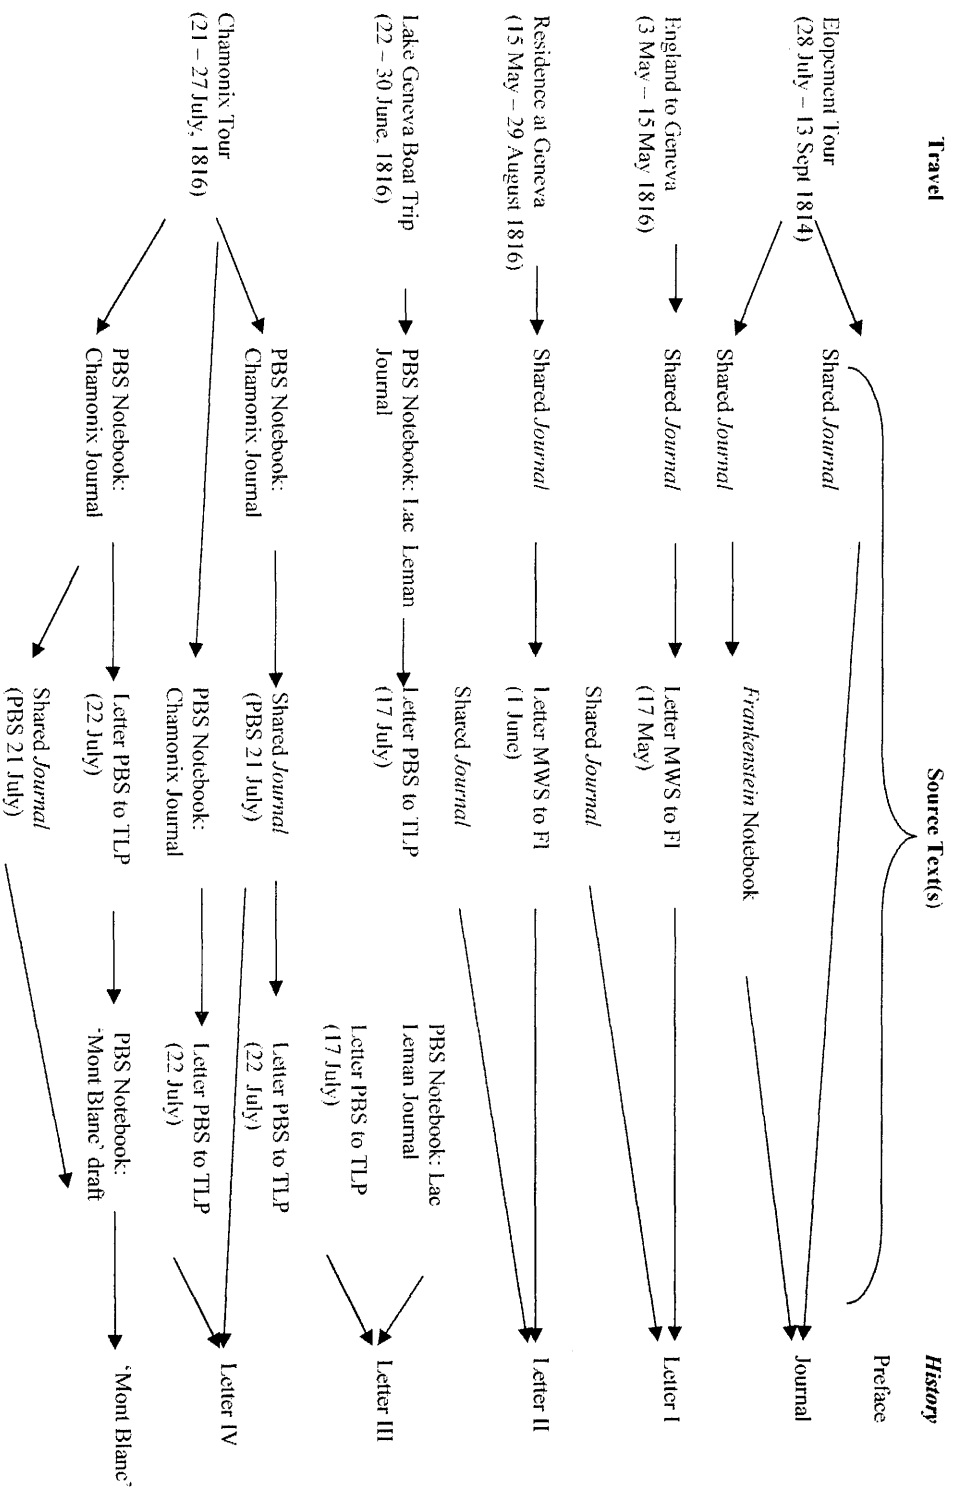 Travel
Source Text(s)
History
Preface
Elopement Tour
(28 July – 13 Sept 1814)
Shared Journal
Shared Journal
Frankenstein Notebook
Journal
England to Geneva
(3 May – 15 May 1816)
Shared Journal
Letter MWS to FI
(17 May)
Shared Journal
Letter I
Residence at Geneva
(15 May – 29 August 1816)
Shared Journal
Letter MWS to FI
(1 June)
Shared Journal
Letter II
Lake Geneva Boat Trip
(22 – 30 June, 1816)
PBS Notebook: Lac Leman
Journal
Letter PBS to TLP
(17 July)
PBS Notebook: Lac
Leman Journal
Letter PBS to TLP
(17 July)
Letter III
Chamonix Tour
(21 – 27 July, 1816)
PBS Notebook:
Chamonix Journal
Shared Journal
(PBS 21 July)
Letter PBS to TLP
(22 July)
PBS Notebook:
Chamonix Journal
Letter PBS to TLP
(22 July)
Letter IV
PBS Notebook:
Chamonix Journal
Letter PBS to TLP
(22 July)
PBS Notebook:
'Mont Blanc' draft
'Mont Blanc'
Shared Journal
(PBS 21 July)